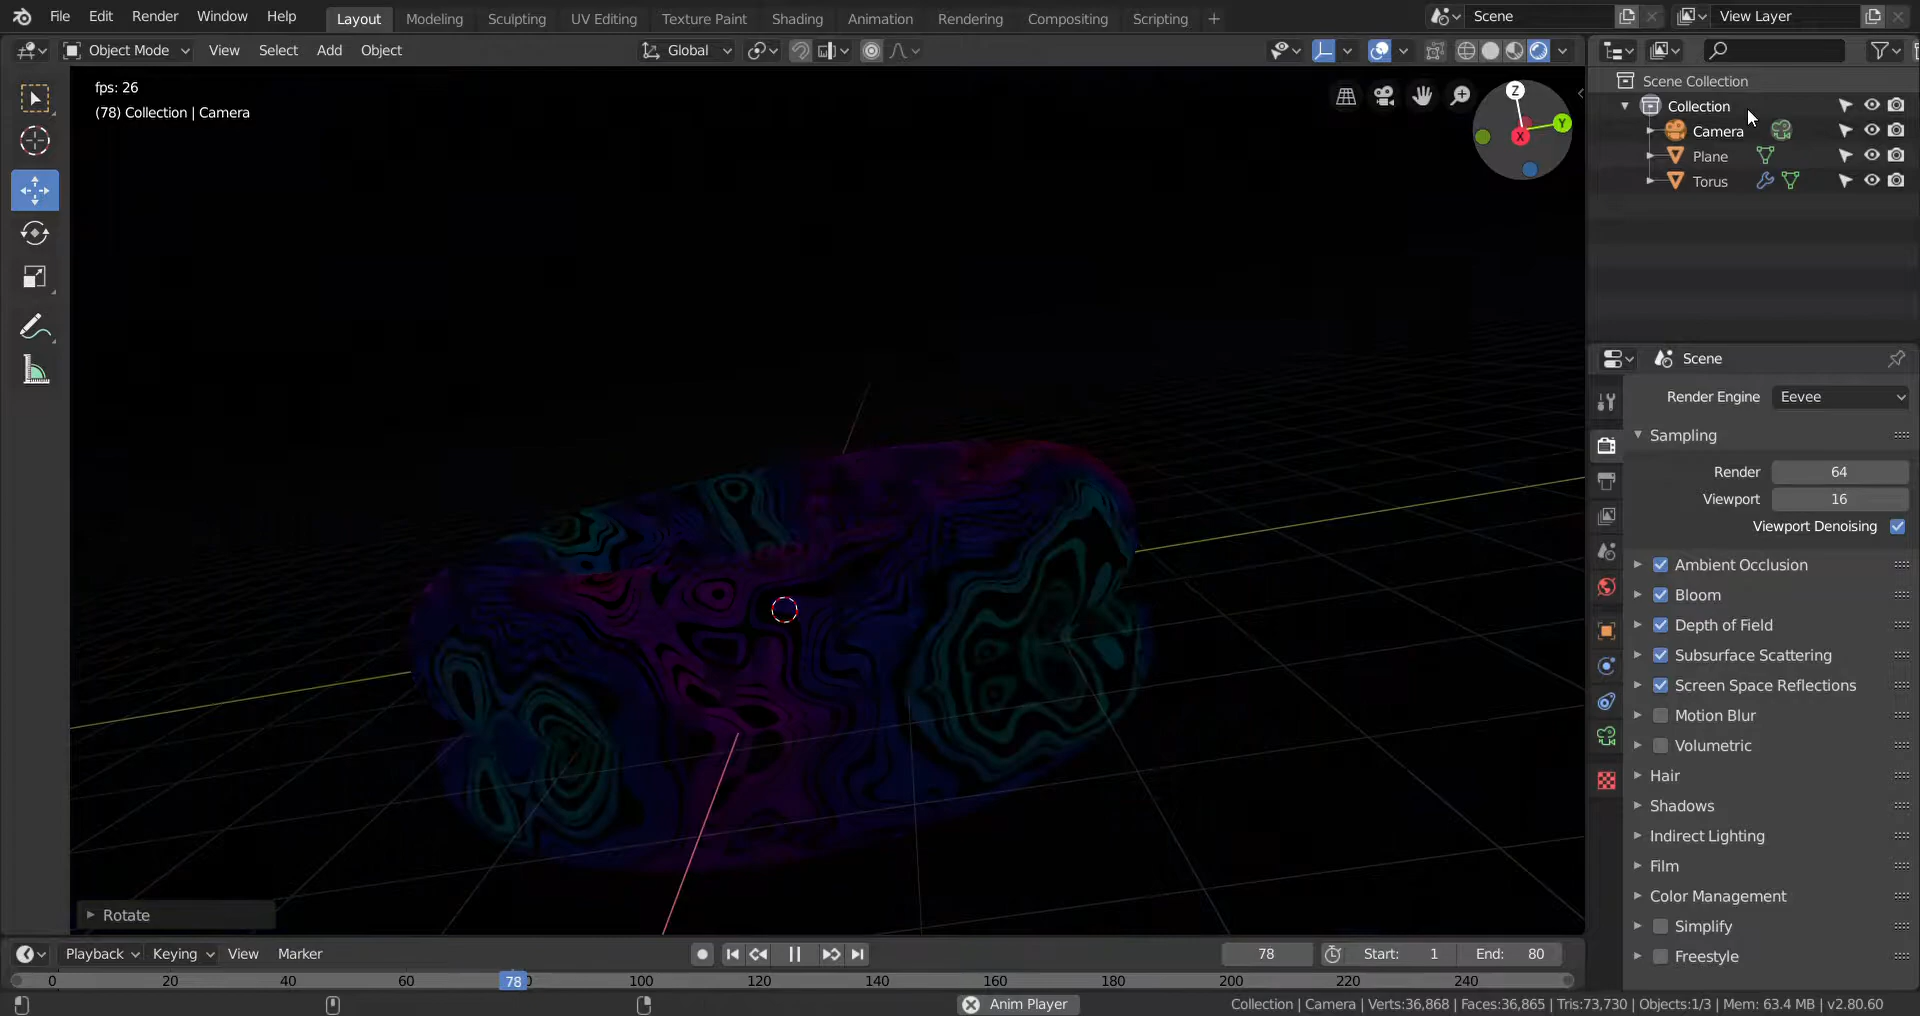 File Edit Render Window Help Layout Modeling Sculpting UV Editing Texture Paint Shading Animation Rendering Compositing Scripting + Scene View Layer
Object Mode View Select Add Object Global
fps: 26
(78) Collection | Camera
Z
Y
X
Scene Collection
Collection
Camera
Plane
Torus
Scene
Render Engine Eevee
Sampling
Render 64
Viewport 16
Viewport Denoising
Ambient Occlusion
Bloom
Depth of Field
Subsurface Scattering
Screen Space Reflections
Motion Blur
Volumetric
Hair
Shadows
Indirect Lighting
Film
Color Management
Simplify
Freestyle
Rotate
Playback Keying View Marker 78 Start: 1 End: 80
0 20 40 60 78 100 120 140 160 180 200 220 240
Anim Player Collection | Camera | Verts:36,868 | Faces:36,865 | Tris:73,730 | Objects:1/3 | Mem: 63.4 MB | v2.80.60